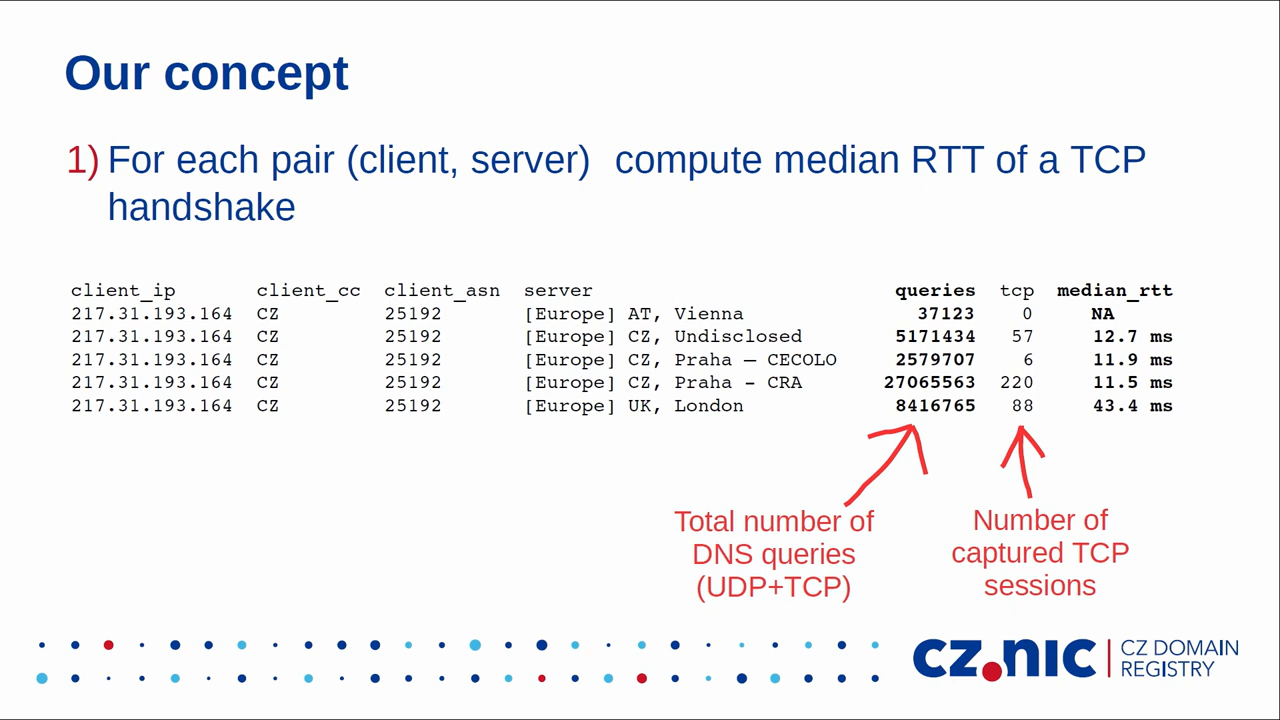 Our concept
1) For each pair (client, server) compute median RTT of a TCP
handshake
client_ip client_cc client_asn server queries tcp median_rtt
217.31.193.164 CZ 25192 [Europe] AT, Vienna 37123 0 NA
217.31.193.164 CZ 25192 [Europe] CZ, Undisclosed 5171434 57 12.7 ms
217.31.193.164 CZ 25192 [Europe] CZ, Praha — CECOLO 2579707 6 11.9 ms
217.31.193.164 CZ 25192 [Europe] CZ, Praha - CRA 27065563 220 11.5 ms
217.31.193.164 CZ 25192 [Europe] UK, London 8416765 88 43.4 ms
Total number of
DNS queries
(UDP+TCP)
Number of
captured TCP
sessions
CZ.NIC
CZ DOMAIN
REGISTRY